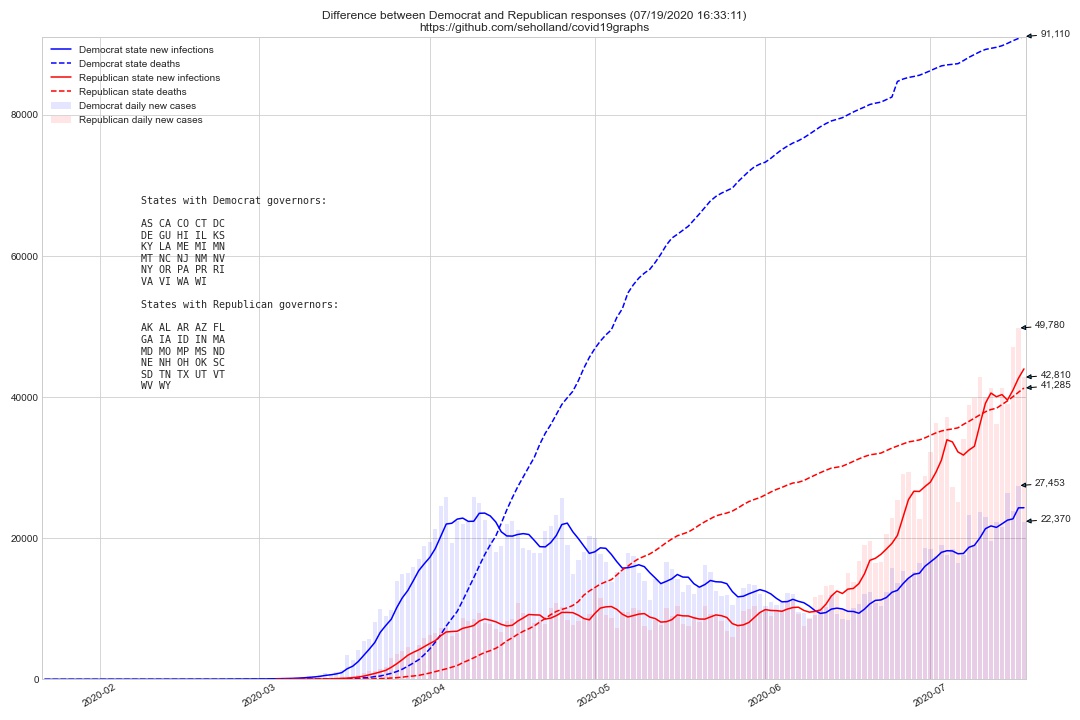 Difference between Democrat and Republican responses (07/19/2020 16:33:11)
https://github.com/seholland/covid19graphs
Democrat state new infections
Democrat state deaths
Republican state new infections
Republican state deaths
Democrat daily new cases
Republican daily new cases
States with Democrat governors:
AS CA CO CT DC
DE GU HI IL KS
KY LA ME MI MN
MT NC NJ NM NV
NY OR PA PR RI
VA VI WA WI
States with Republican governors:
AK AL AR AZ FL
GA IA ID IN MA
MD MO MP MS ND
NE NH OH OK SC
SD TN TX UT VT
WV WY
80000
60000
40000
20000
0
91,110
49,780
42,810
41,285
27,453
22,370
2020-02
2020-03
2020-04
2020-05
2020-06
2020-07